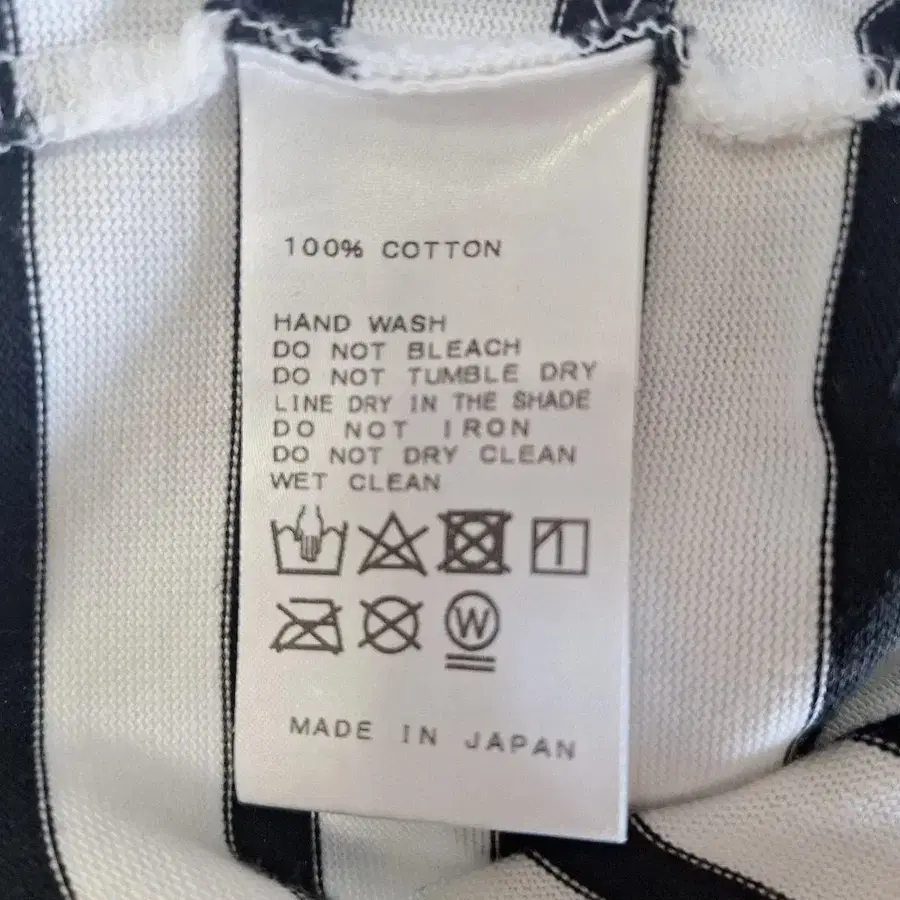 100% COTTON
HAND WASH
DO NOT BLEACH
DO NOT TUMBLE DRY
LINE DRY IN THE SHADE
DO NOT IRON
DO NOT DRY CLEAN
WET CLEAN
W
MADE IN JAPAN